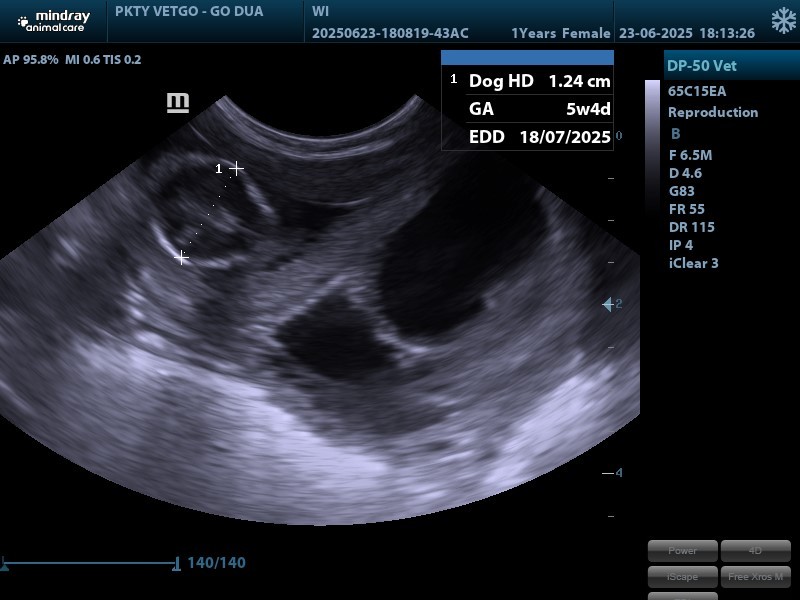 mindray
animal care
PKTY VETGO - GO DUA
WI
20250623-180819-43AC
1Years Female
23-06-2025 18:13:26
AP 95.8% MI 0.6 TIS 0.2
m
1 Dog HD 1.24 cm
GA 5w4d
EDD 18/07/2025
DP-50 Vet
65C15EA
Reproduction
B
F 6.5M
D 4.6
G83
FR 55
DR 115
IP 4
iClear 3
0
1
2
4
140/140
Power
4D
iScape
Free Xros M